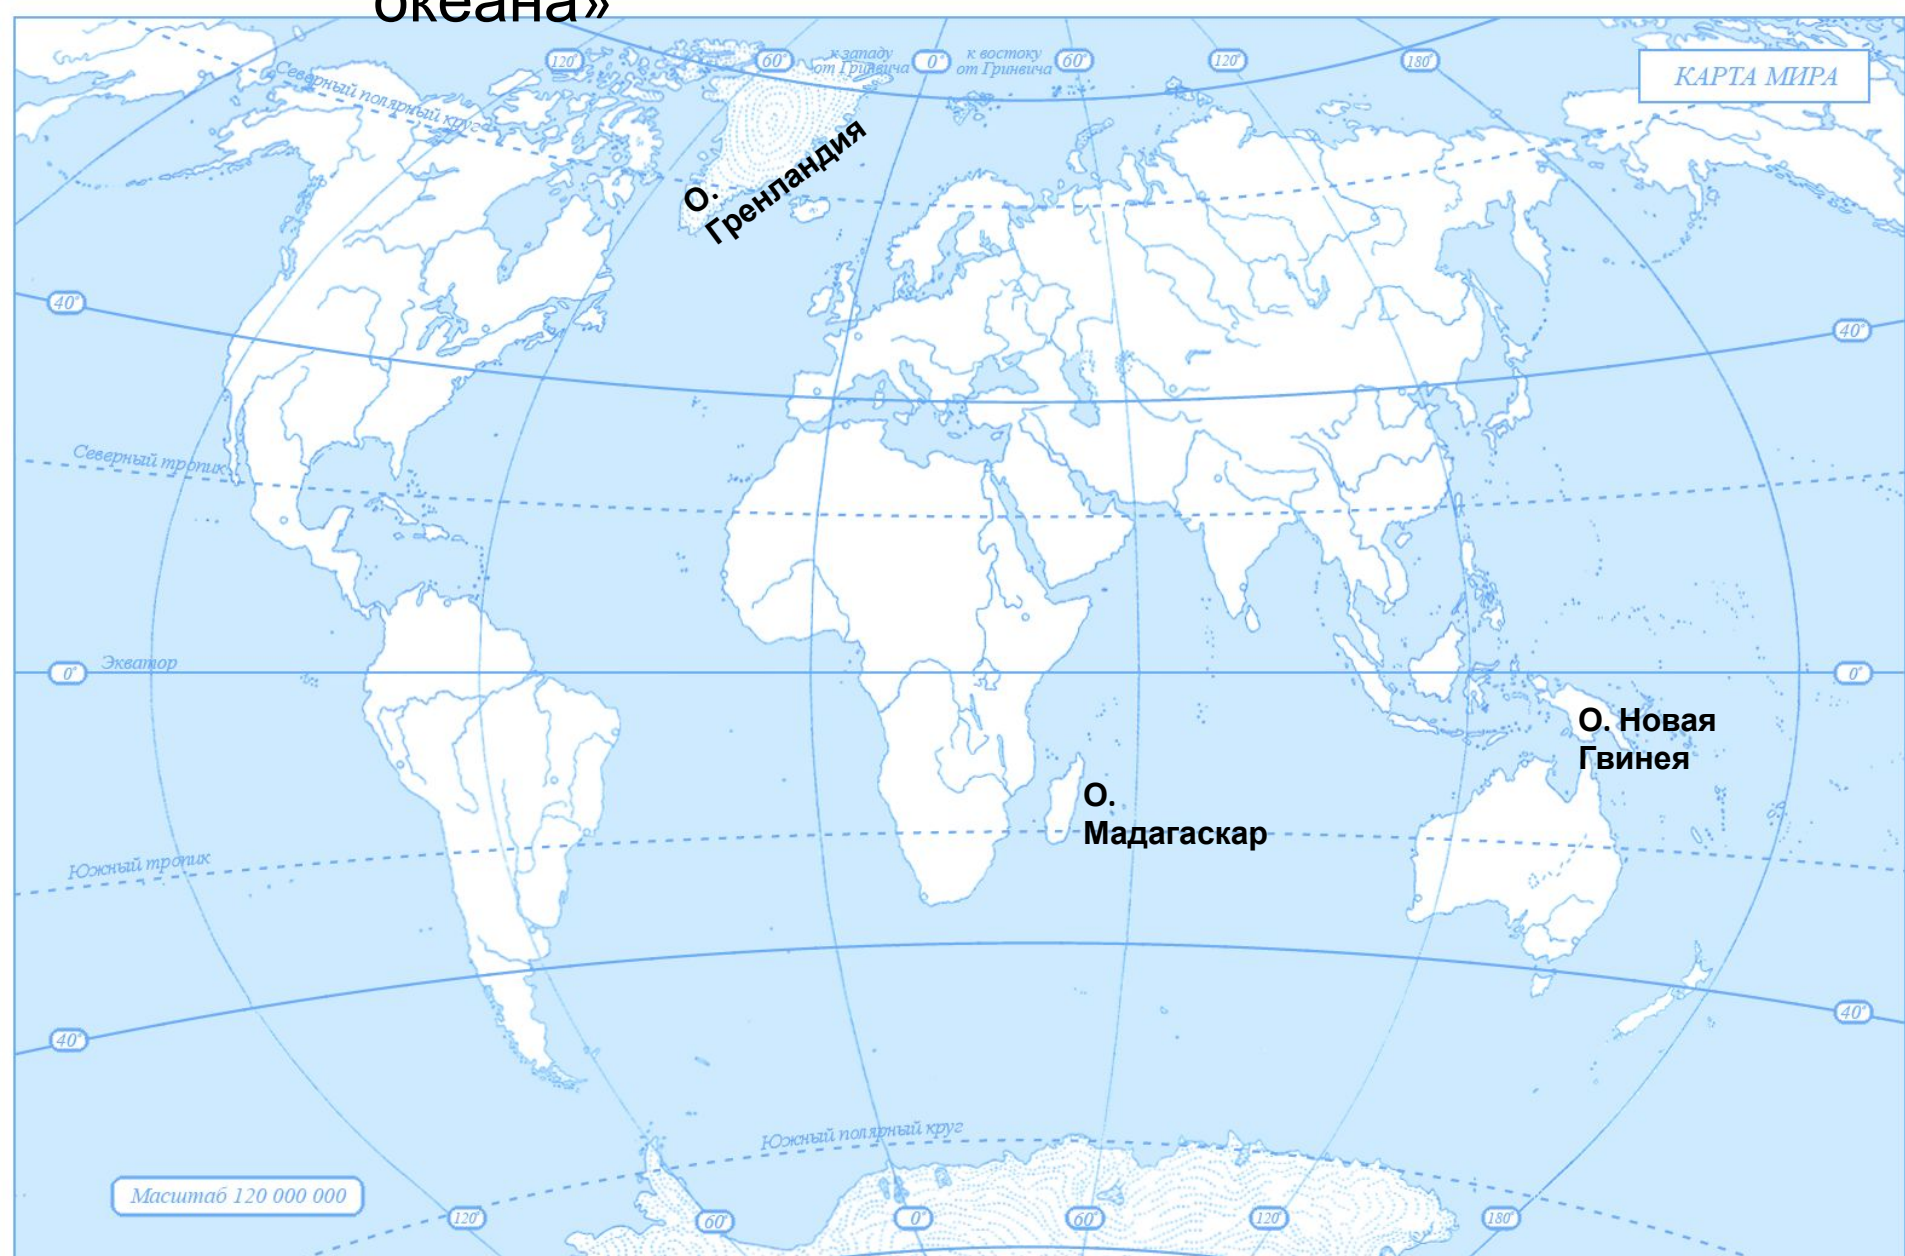 океана»
120°
60°
к западу
от Гринвича
0°
к востоку
от Гринвича
60°
120°
180°
КАРТА МИРА
Северный полярный круг
О.
Гренландия
40°
40°
Северный тропик
0°
Экватор
0°
О. Новая
Гвинея
О.
Мадагаскар
Южный тропик
40°
40°
Южный полярный круг
Масштаб 120 000 000
120°
60°
0°
60°
120°
180°